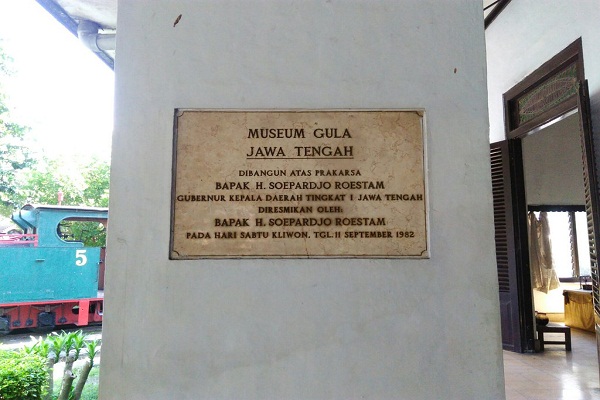 MUSEUM GULA
JAWA TENGAH
DIBANGUN ATAS PRAKARSA
BAPAK H. SOEPARDJO ROESTAM
GUBERNUR KEPALA DAERAH TINGKAT I JAWA TENGAH
DIRESMIKAN OLEH:
BAPAK H. SOEPARDJO ROESTAM
PADA HARI SABTU KLIWON, TGL. 11 SEPTEMBER 1982
5